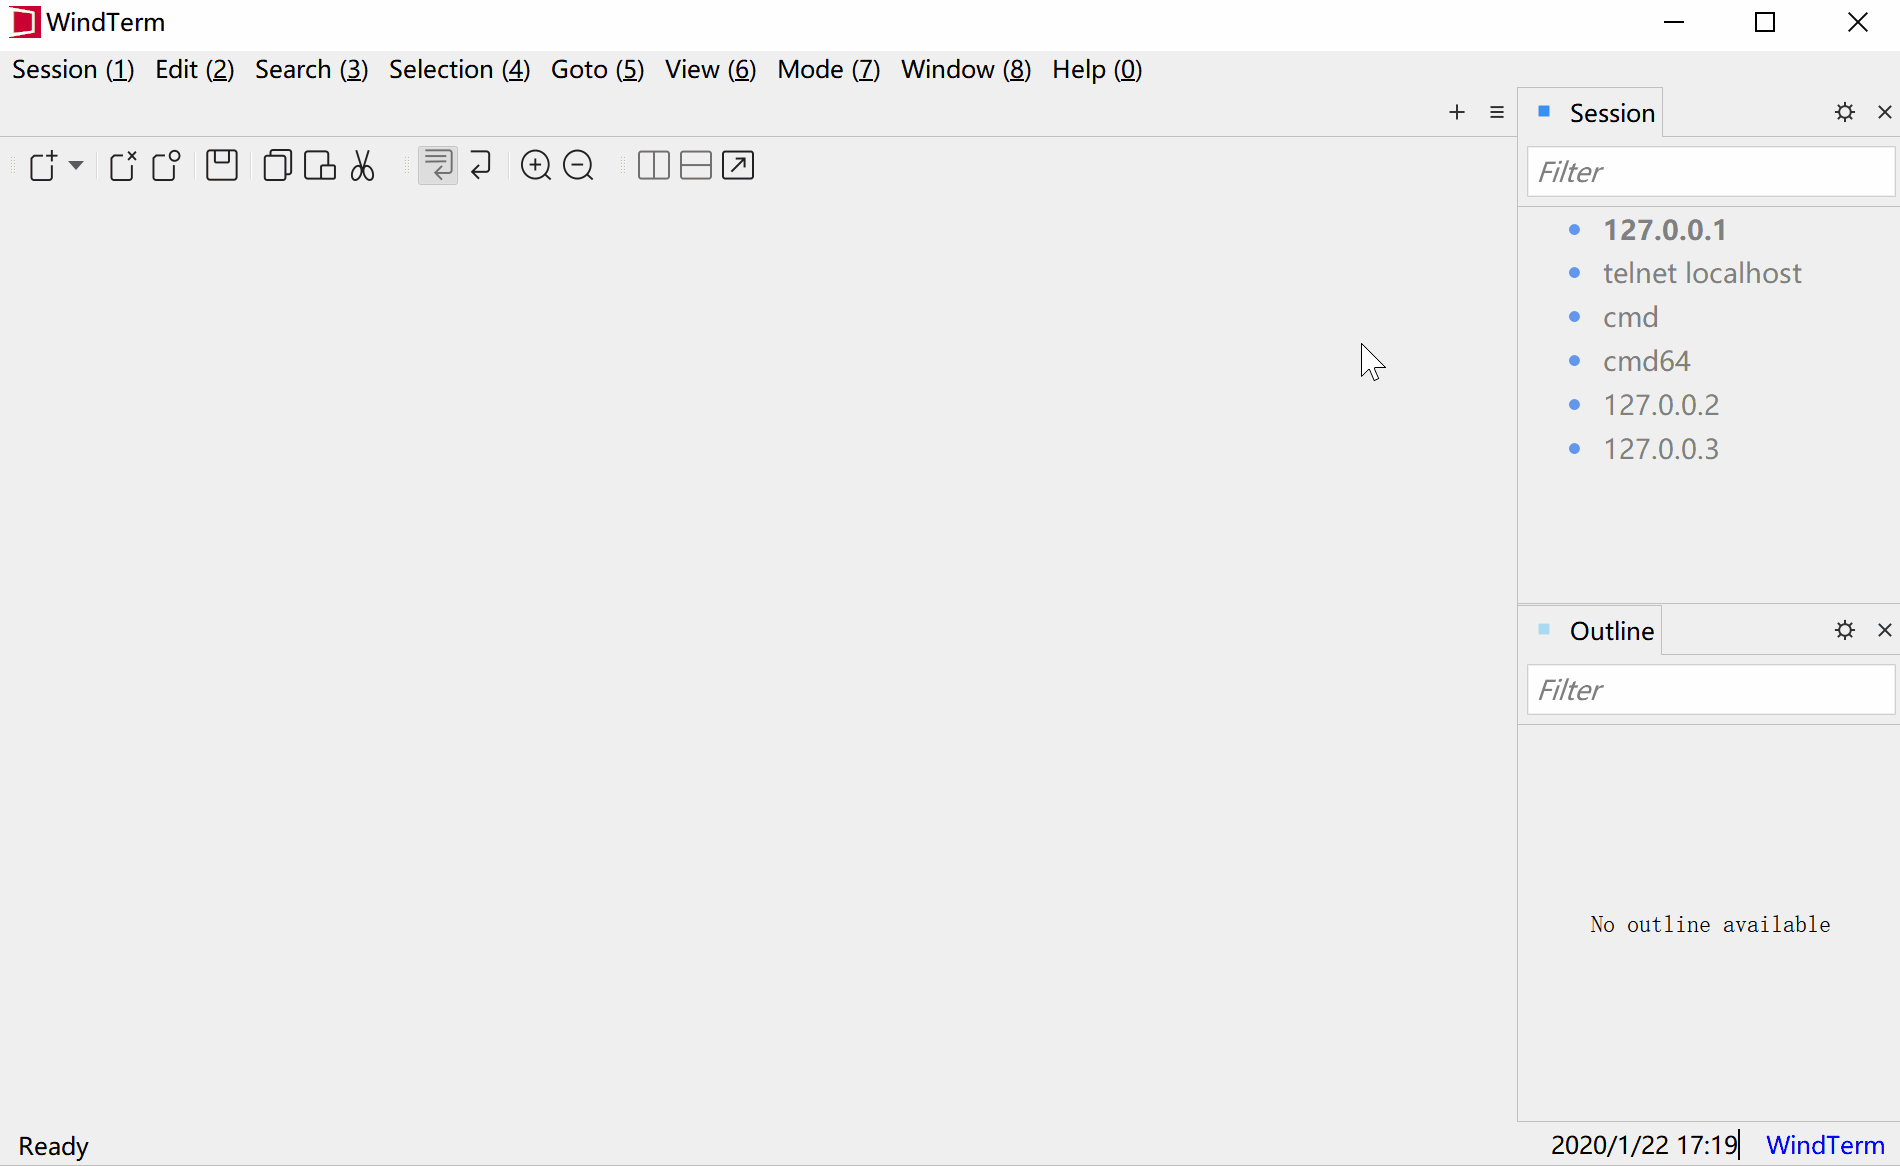 WindTerm
Session (1) Edit (2) Search (3) Selection (4) Goto (5) View (6) Mode (7) Window (8) Help (0)
Session
Filter
127.0.0.1
telnet localhost
cmd
cmd64
127.0.0.2
127.0.0.3
Outline
Filter
No outline available
Ready
2020/1/22 17:19
WindTerm